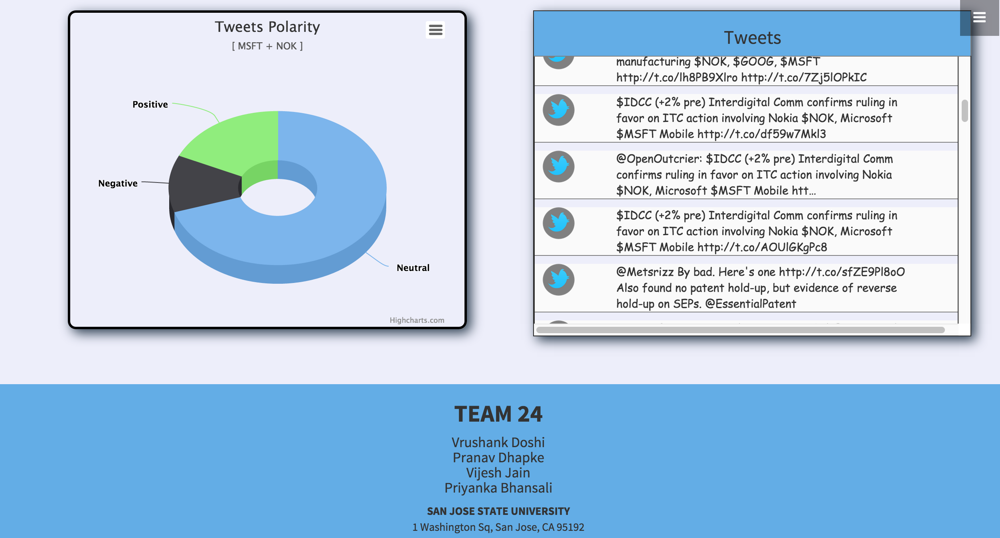 Tweets Polarity
[ MSFT + NOK ]
Positive
Negative
Neutral
Highcharts.com
Tweets
manufacturing $NOK, $GOOG, $MSFT
http://t.co/lh8PB9Xlro http://t.co/7Zj5lOPkIC
$IDCC (+2% pre) Interdigital Comm confirms ruling in
favor on ITC action involving Nokia $NOK, Microsoft
$MSFT Mobile http://t.co/df59w7Mkl3
@OpenOutcrier: $IDCC (+2% pre) Interdigital Comm
confirms ruling in favor on ITC action involving Nokia
$NOK, Microsoft $MSFT Mobile htt...
$IDCC (+2% pre) Interdigital Comm confirms ruling in
favor on ITC action involving Nokia $NOK, Microsoft
$MSFT Mobile http://t.co/AOUlGKgPc8
@Metsrizz By bad. Here's one http://t.co/sfZE9Pl8oO
Also found no patent hold-up, but evidence of reverse
hold-up on SEPs. @EssentialPatent
TEAM 24
Vrushank Doshi
Pranav Dhapke
Vijesh Jain
Priyanka Bhansali
SAN JOSE STATE UNIVERSITY
1 Washington Sq, San Jose, CA 95192